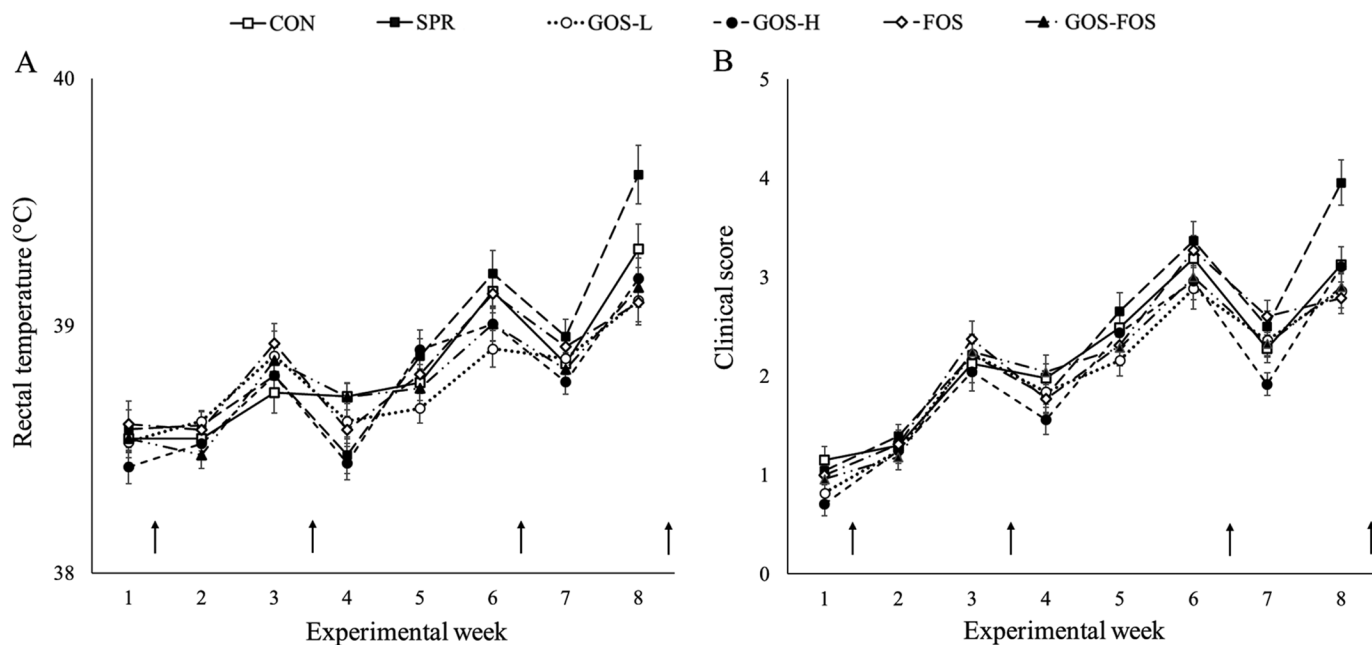 CON SPR GOS-L GOS-H FOS GOS-FOS
A
40
39
38
Rectal temperature (°C)
1 2 3 4 5 6 7 8
Experimental week
B
5
4
3
2
1
0
Clinical score
1 2 3 4 5 6 7 8
Experimental week